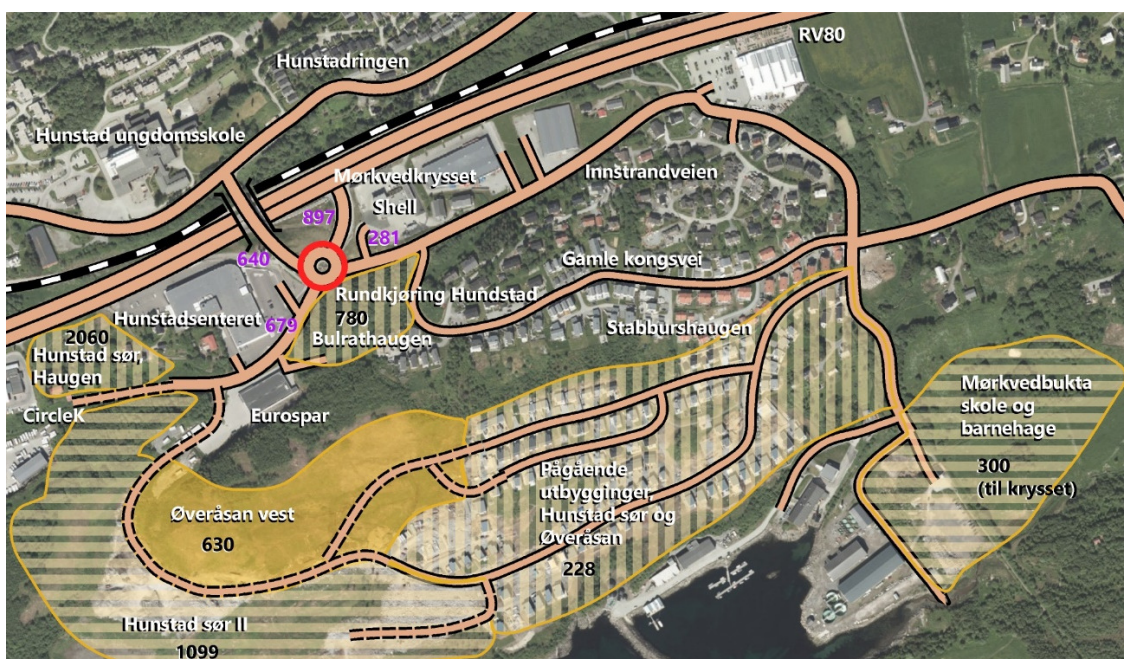 RV80
Hunstadringen
Hunstad ungdomsskole
Mørkvedkrysset
Innstrandveien
Shell
897
281
640
Gamle kongsvei
Rundkjøring Hundstad
Hunstadsenteret
679
780
Bulrathaugen
Stabburshaugen
2060
Hunstad sør,
Haugen
CircleK
Eurospar
Mørkvedbukta
skole og
barnehage
300
(til krysset)
Pågående
utbygginger,
Hunstad sør og
Øveråsan
228
Øveråsan vest
630
Hunstad sør II
1099